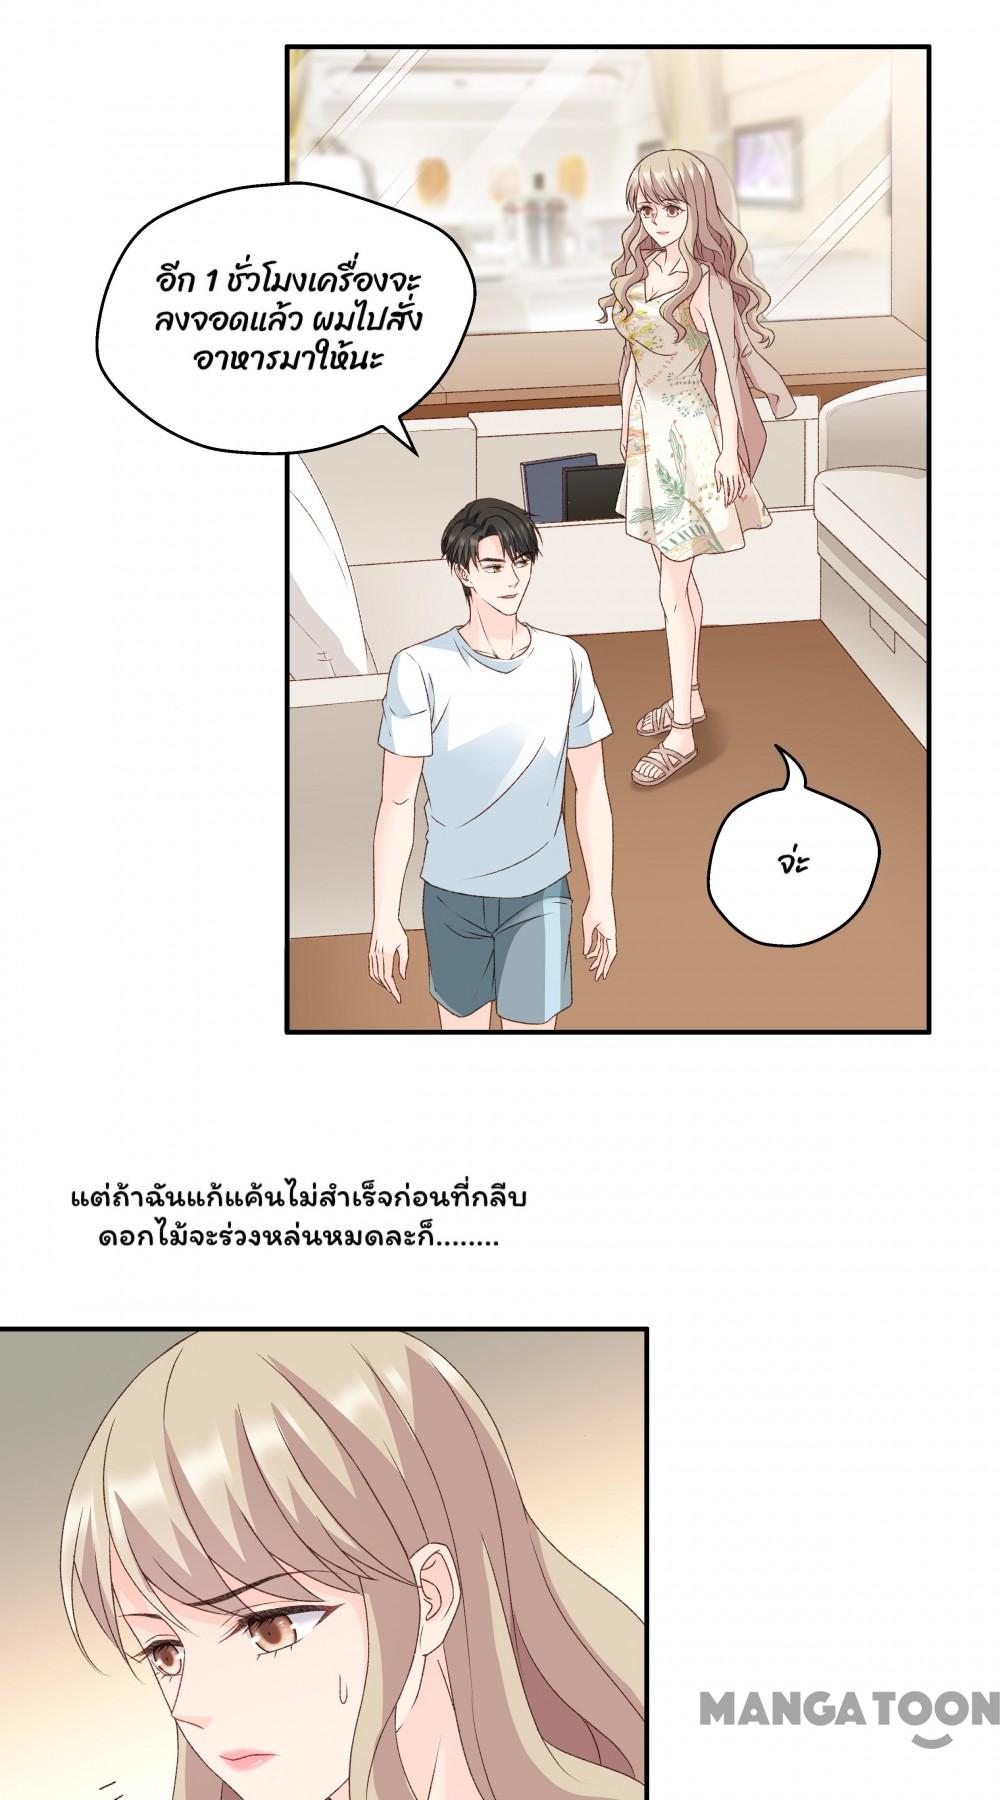 อีก 1 ชั่วโมงเครื่องจะ
ลงจอดแล้ว ผมไปสั่ง
อาหารมาให้นะ
จ่ะ
แต่ถ้าฉันแก้แค้นไม่สำเร็จก่อนที่กลีบ
ดอกไม้จะร่วงหล่นหมดละก็........
MANGATOON